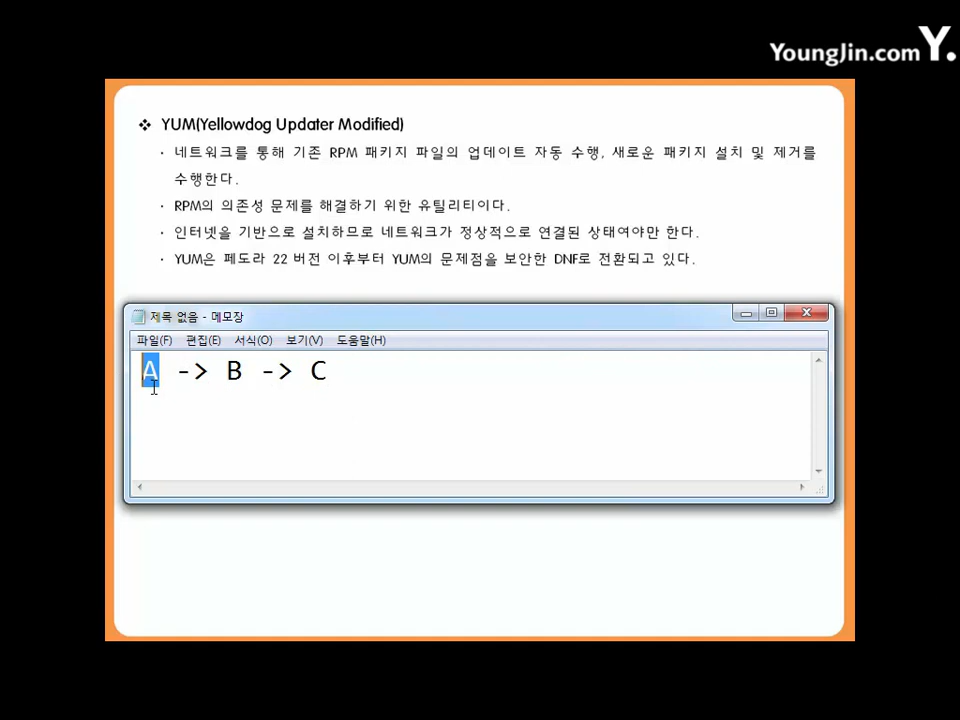 YoungJin.com Y.
❖ YUM(Yellowdog Updater Modified)
· 네트워크를 통해 기존 RPM 패키지 파일의 업데이트 자동 수행, 새로운 패키지 설치 및 제거를
수행한다.
· RPM의 의존성 문제를 해결하기 위한 유틸리티이다.
· 인터넷을 기반으로 설치하므로 네트워크가 정상적으로 연결된 상태여야만 한다.
· YUM은 페도라 22 버전 이후부터 YUM의 문제점을 보안한 DNF로 전환되고 있다.
제목 없음 - 메모장
파일(F) 편집(E) 서식(O) 보기(V) 도움말(H)
A -> B -> C